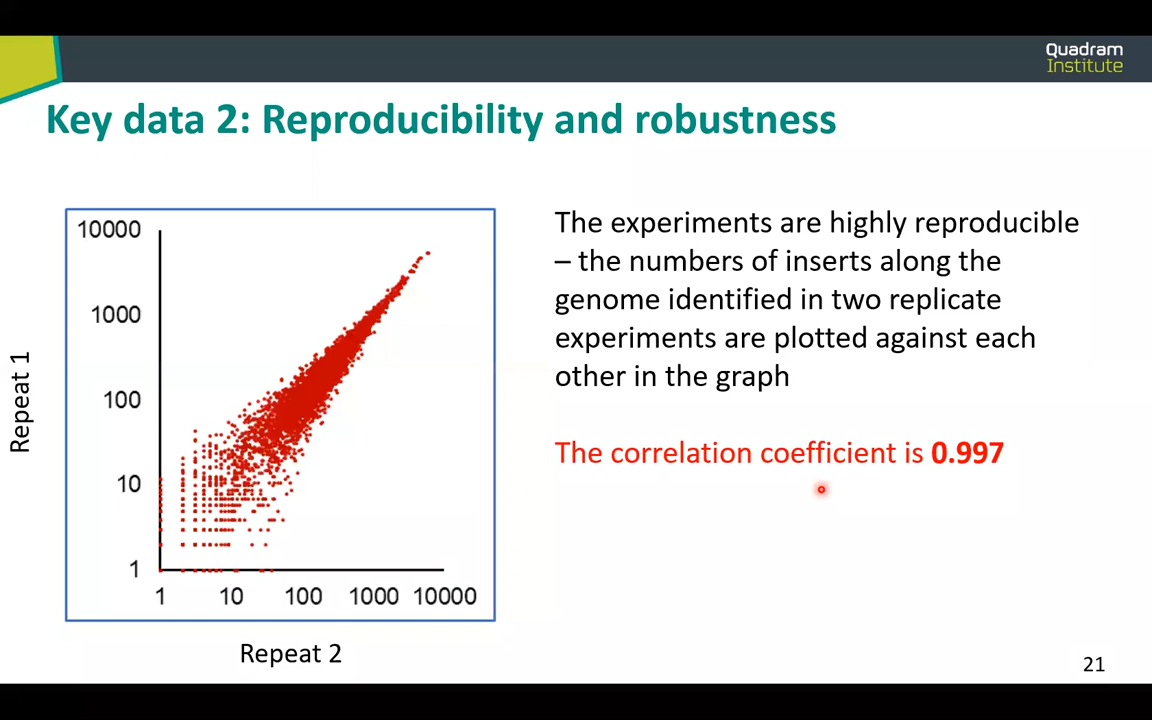 Quadram
Institute
Key data 2: Reproducibility and robustness
10000
1000
100
10
1
1 10 100 1000 10000
Repeat 1
Repeat 2
The experiments are highly reproducible
– the numbers of inserts along the
genome identified in two replicate
experiments are plotted against each
other in the graph
The correlation coefficient is 0.997
21